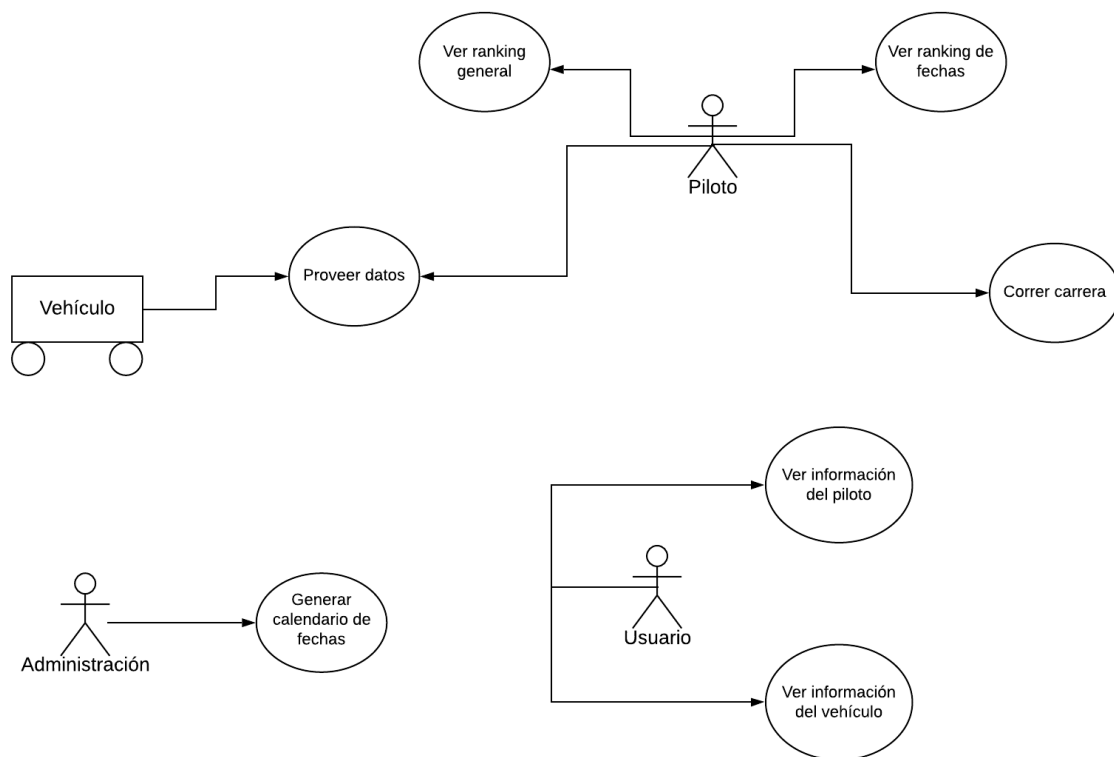 Ver ranking
general
Ver ranking de
fechas
Piloto
Proveer datos
Vehículo
Correr carrera
Ver información
del piloto
Generar
calendario de
fechas
Usuario
Administración
Ver información
del vehículo